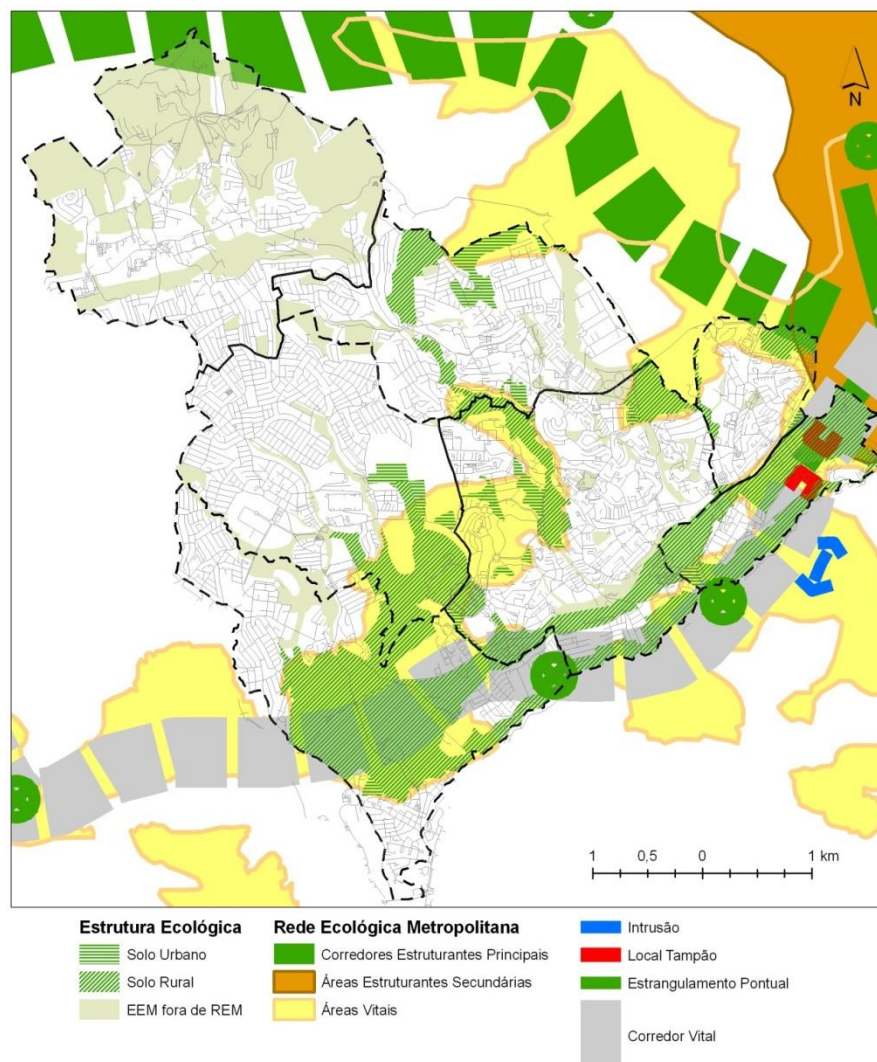 N
1 0,5 0 1 km
Estrutura Ecológica
Solo Urbano
Solo Rural
EEM fora de REM
Rede Ecológica Metropolitana
Corredores Estruturantes Principais
Áreas Estruturantes Secundárias
Áreas Vitais
Intrusão
Local Tampão
Estrangulamento Pontual
Corredor Vital